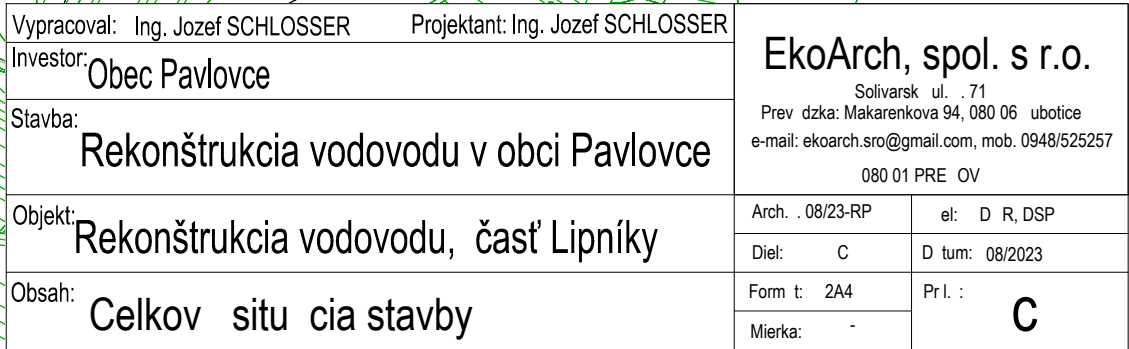 Vypracoval: Ing. Jozef SCHLOSSER Projektant: Ing. Jozef SCHLOSSER
Investor: Obec Pavlovce
Stavba: Rekonštrukcia vodovodu v obci Pavlovce
Objekt: Rekonštrukcia vodovodu, časť Lipníky
Obsah: Celkov situ cia stavby
EkoArch, spol. s r.o.
Solivarsk ul. . 71
Prev dzka: Makarenkova 94, 080 06 ubotice
e-mail: ekoarch.sro@gmail.com, mob. 0948/525257
080 01 PRE OV
Arch. . 08/23-RP el: D R, DSP
Diel: C D tum: 08/2023
Form t: 2A4 Pr l. : C
Mierka: -